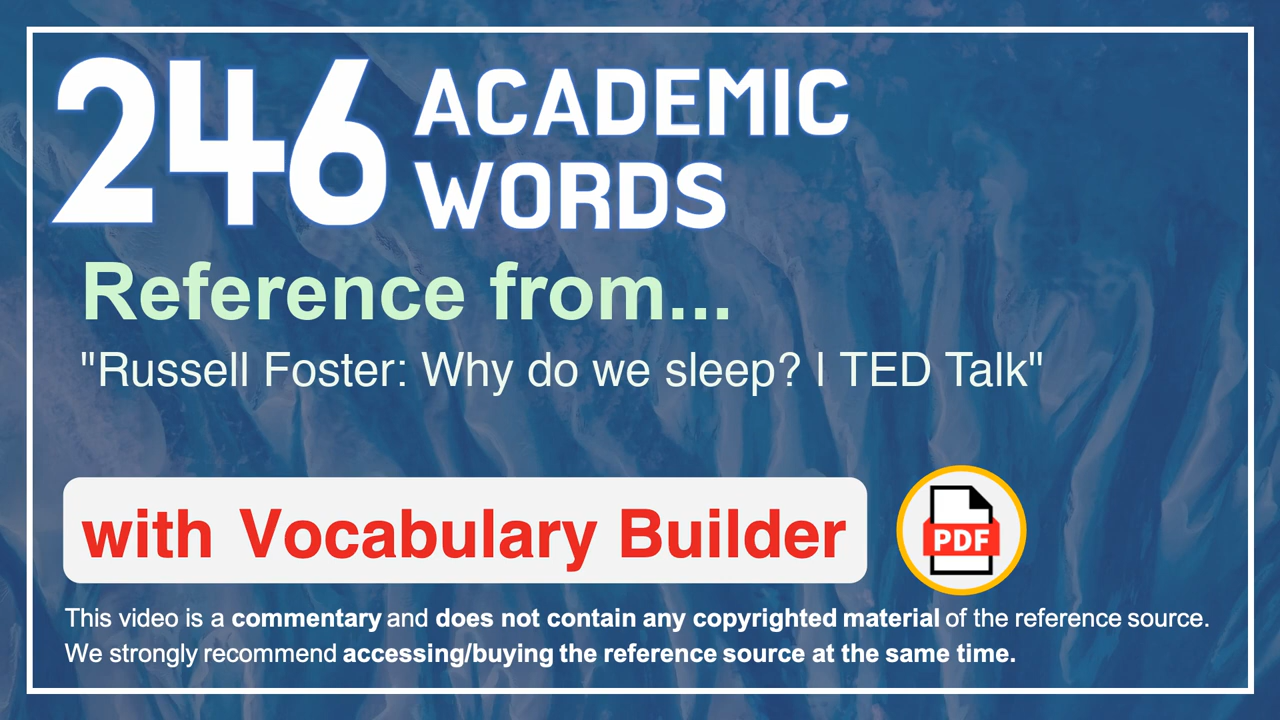 246 ACADEMIC
WORDS
Reference from...
"Russell Foster: Why do we sleep? | TED Talk"
with Vocabulary Builder
PDF
This video is a commentary and does not contain any copyrighted material of the reference source.
We strongly recommend accessing/buying the reference source at the same time.